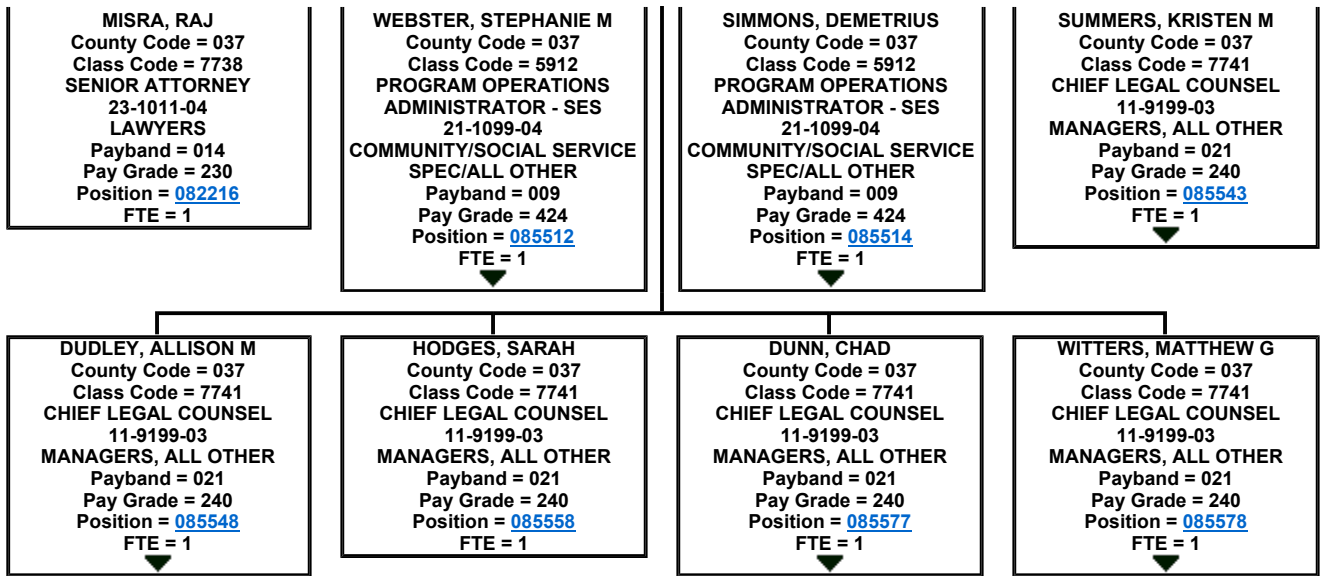 MISRA, RAJ
County Code = 037
Class Code = 7738
SENIOR ATTORNEY
23-1011-04
LAWYERS
Payband = 014
Pay Grade = 230
Position = 082216
FTE = 1
WEBSTER, STEPHANIE M
County Code = 037
Class Code = 5912
PROGRAM OPERATIONS
ADMINISTRATOR - SES
21-1099-04
COMMUNITY/SOCIAL SERVICE
SPEC/ALL OTHER
Payband = 009
Pay Grade = 424
Position = 085512
FTE = 1
SIMMONS, DEMETRIUS
County Code = 037
Class Code = 5912
PROGRAM OPERATIONS
ADMINISTRATOR - SES
21-1099-04
COMMUNITY/SOCIAL SERVICE
SPEC/ALL OTHER
Payband = 009
Pay Grade = 424
Position = 085514
FTE = 1
SUMMERS, KRISTEN M
County Code = 037
Class Code = 7741
CHIEF LEGAL COUNSEL
11-9199-03
MANAGERS, ALL OTHER
Payband = 021
Pay Grade = 240
Position = 085543
FTE = 1
DUDLEY, ALLISON M
County Code = 037
Class Code = 7741
CHIEF LEGAL COUNSEL
11-9199-03
MANAGERS, ALL OTHER
Payband = 021
Pay Grade = 240
Position = 085548
FTE = 1
HODGES, SARAH
County Code = 037
Class Code = 7741
CHIEF LEGAL COUNSEL
11-9199-03
MANAGERS, ALL OTHER
Payband = 021
Pay Grade = 240
Position = 085558
FTE = 1
DUNN, CHAD
County Code = 037
Class Code = 7741
CHIEF LEGAL COUNSEL
11-9199-03
MANAGERS, ALL OTHER
Payband = 021
Pay Grade = 240
Position = 085577
FTE = 1
WITTERS, MATTHEW G
County Code = 037
Class Code = 7741
CHIEF LEGAL COUNSEL
11-9199-03
MANAGERS, ALL OTHER
Payband = 021
Pay Grade = 240
Position = 085578
FTE = 1